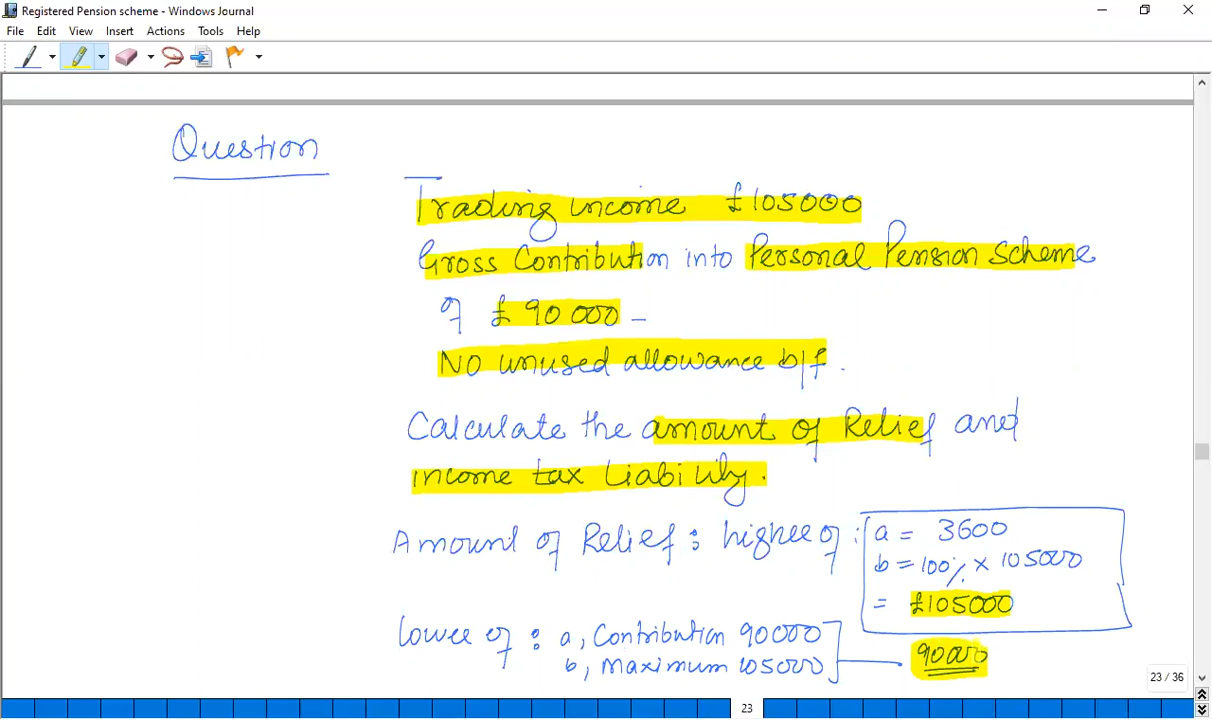 Registered Pension scheme - Windows Journal
File Edit View Insert Actions Tools Help
Question
Trading income £105000
Gross Contribution into Personal Pension Scheme
of £ 90 000 –
NO unused allowance b/f.
Calculate the amount of Relief and
income tax Liability.
Amount of Relief : higher of : a = 3600
b = 100% × 105000
= £105000
Lower of : a, Contribution 90000
b, Maximum 105000
90000
23 / 36
23